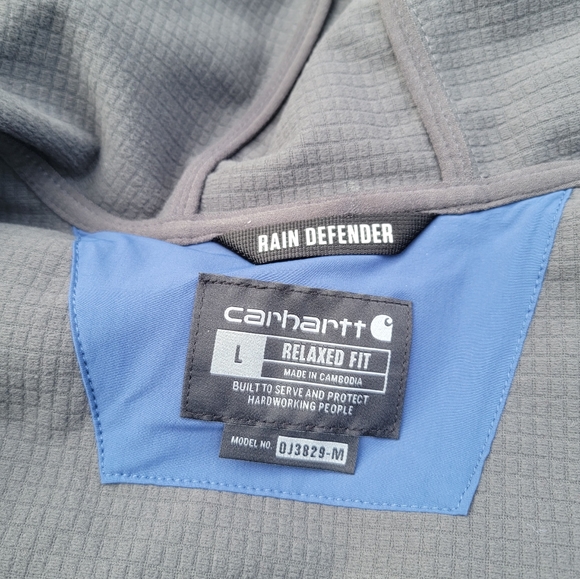 RAIN DEFENDER
carhartt
L RELAXED FIT
MADE IN CAMBODIA
BUILT TO SERVE AND PROTECT
HARDWORKING PEOPLE
MODEL NO. OJ3829-M